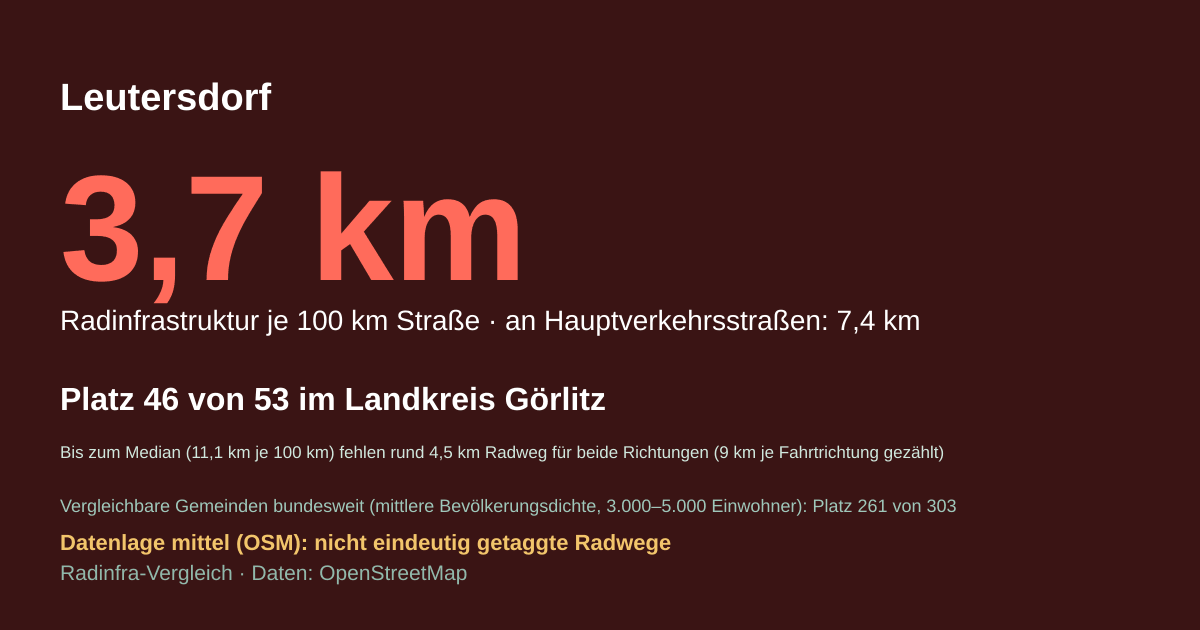 Leutersdorf
3,7 km
Radinfrastruktur je 100 km Straße · an Hauptverkehrsstraßen: 7,4 km
Platz 46 von 53 im Landkreis Görlitz
Bis zum Median (11,1 km je 100 km) fehlen rund 4,5 km Radweg für beide Richtungen (9 km je Fahrtrichtung gezählt)
Vergleichbare Gemeinden bundesweit (mittlere Bevölkerungsdichte, 3.000–5.000 Einwohner): Platz 261 von 303
Datenlage mittel (OSM): nicht eindeutig getaggte Radwege
Radinfra-Vergleich · Daten: OpenStreetMap